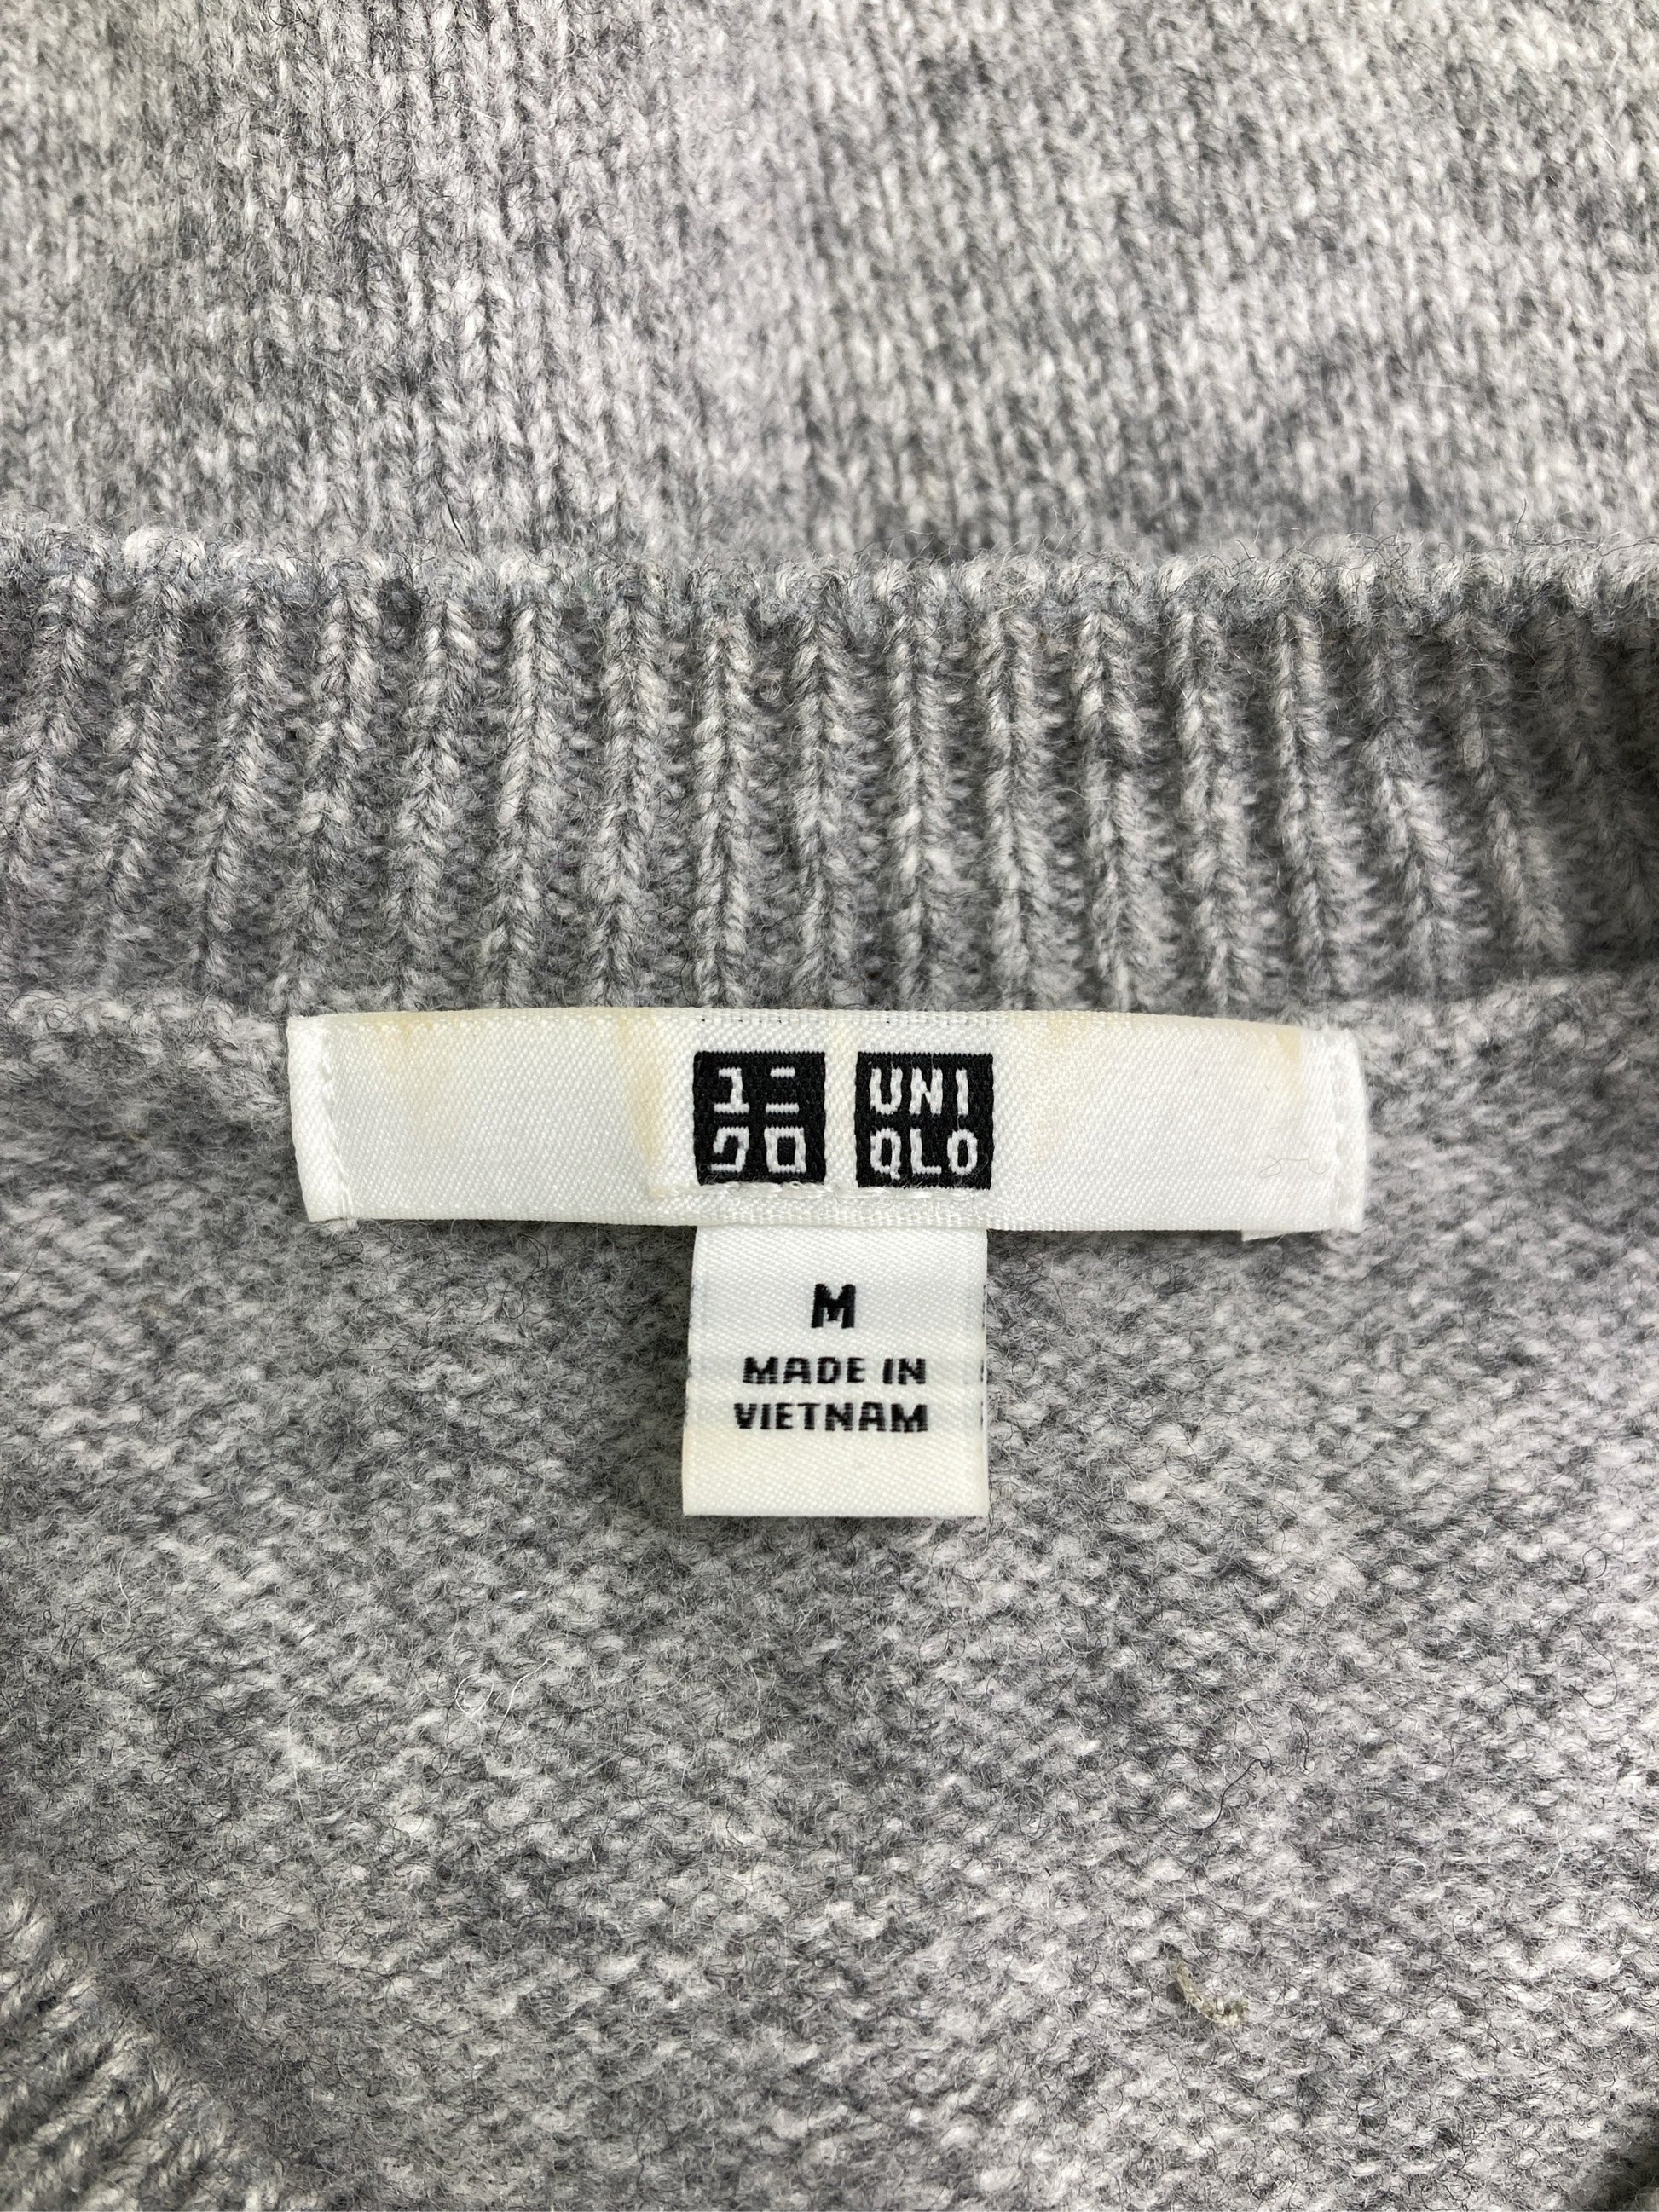 ユニ
クロ
UNI
QLO
M
MADE IN
VIETNAM